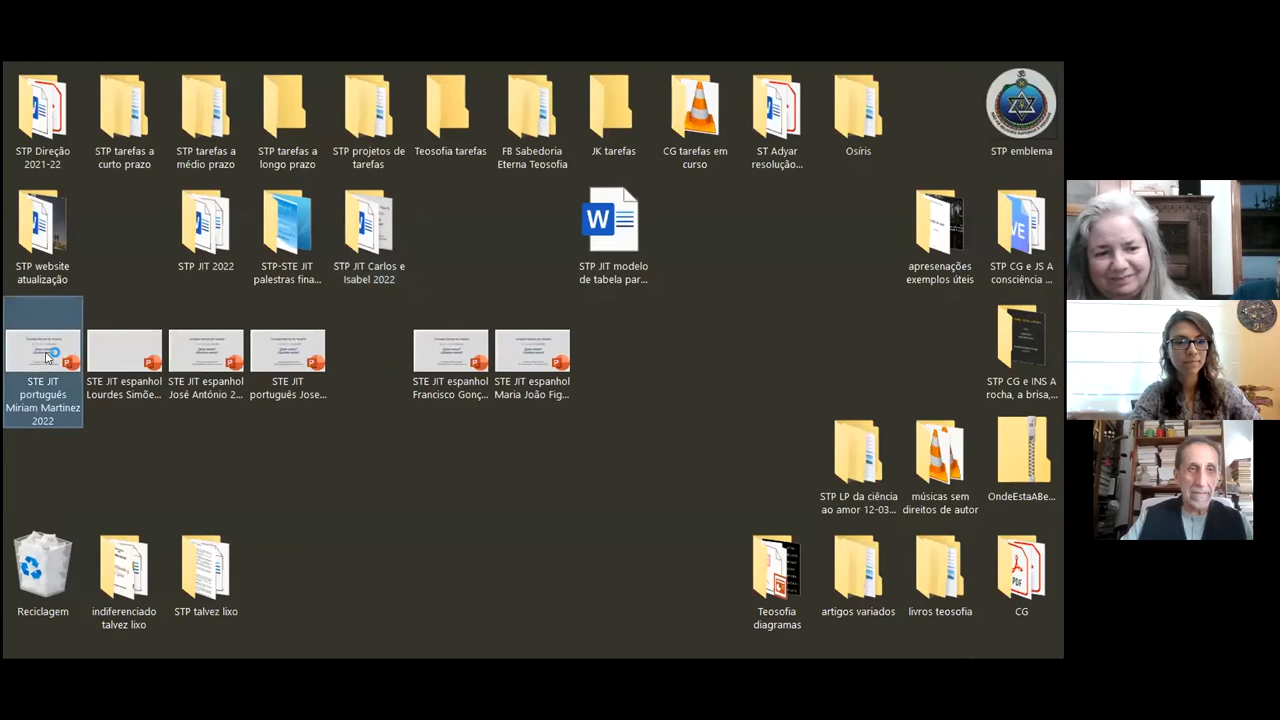 STP Direção
2021-22
STP tarefas a
curto prazo
STP tarefas a
médio prazo
STP tarefas a
longo prazo
STP projetos de
tarefas
Teosofia tarefas
FB Sabedoria
Eterna Teosofia
JK tarefas
CG tarefas em
curso
ST Adyar
resolução...
Osíris
STP emblema
STP website
atualização
STP JIT 2022
STP-STE JIT
palestras fina...
STP JIT Carlos e
Isabel 2022
W
STP JIT modelo
de tabela par...
apresenações
exemplos úteis
VE
STP CG e JS A
consciência ...
STE JIT
português
Miriam Martinez
2022
STE JIT espanhol
Lourdes Simõe...
STE JIT espanhol
José António 2...
STE JIT
português Jose...
STE JIT espanhol
Francisco Gonç...
STE JIT espanhol
Maria João Fig...
STP CG e INS A
rocha, a brisa,...
STP LP da ciência
ao amor 12-03...
músicas sem
direitos de autor
OndeEstaABe...
Reciclagem
indiferenciado
talvez lixo
STP talvez lixo
Teosofia
diagramas
artigos variados
livros teosofia
PDF
CG